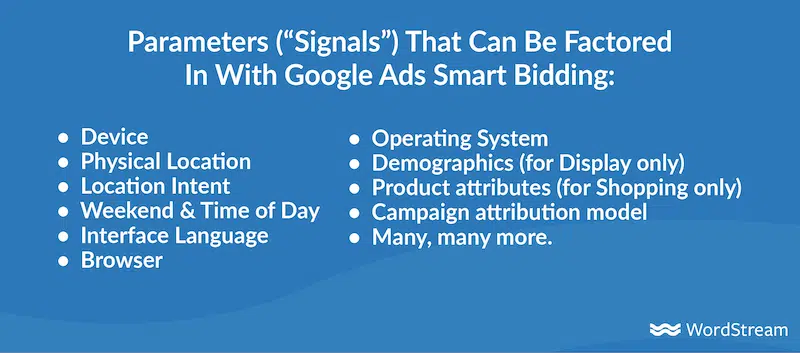 Parameters (“Signals”) That Can Be Factored
In With Google Ads Smart Bidding:
● Device
● Physical Location
● Location Intent
● Weekend & Time of Day
● Interface Language
● Browser
● Operating System
● Demographics (for Display only)
● Product attributes (for Shopping only)
● Campaign attribution model
● Many, many more.
WordStream